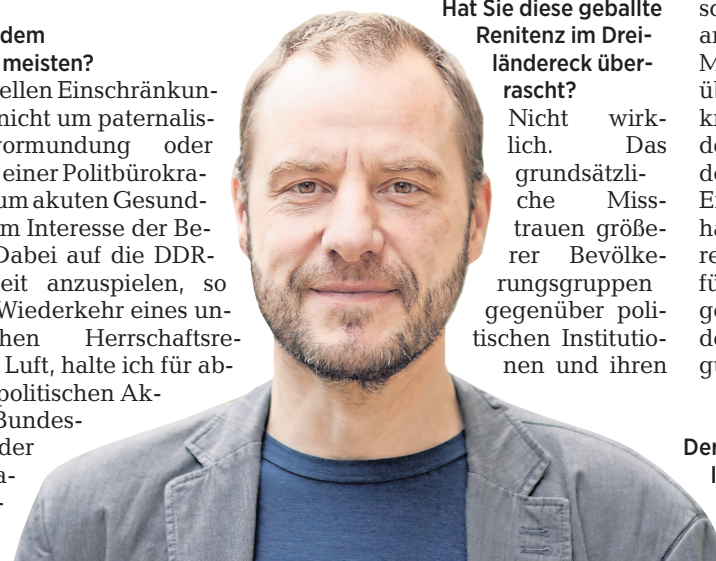 dem
meisten?
ellen Einschränkun-
nicht um paternalis-
vormundung oder
einer Politbürokra-
um akuten Gesund-
m Interesse der Be-
Dabei auf die DDR-
eit anzuspielen, so
Wiederkehr eines un-
chen Herrschaftsre-
Luft, halte ich für ab-
politischen Ak-
Bundes-
der
a-
-
Hat Sie diese geballte
Renitenz im Drei-
ländereck über-
rascht?
Nicht wirk-
lich. Das
grundsätzli-
che Miss-
trauen größe-
rer Bevölke-
rungsgruppen
gegenüber poli-
tischen Institutio-
nen und ihren
Der